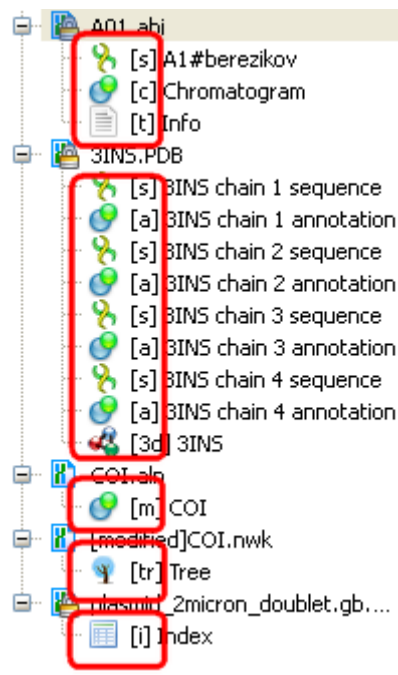 A01.abi
[s] A1#berezikov
[c] Chromatogram
[t] Info
3INS.PDB
[s] 3INS chain 1 sequence
[a] 3INS chain 1 annotation
[s] 3INS chain 2 sequence
[a] 3INS chain 2 annotation
[s] 3INS chain 3 sequence
[a] 3INS chain 3 annotation
[s] 3INS chain 4 sequence
[a] 3INS chain 4 annotation
[3d] 3INS
COI.aln
[m] COI
[modified]COI.nwk
[tr] Tree
plasmid_2micron_doublet.gb....
[i] Index